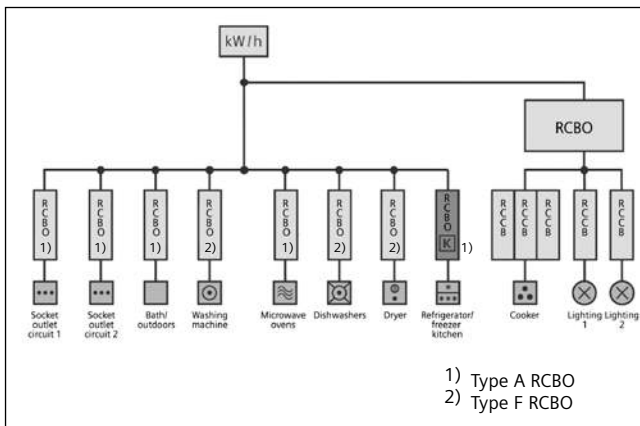 kW/h
RCBO
RCBO 1)
RCBO 1)
RCBO 1)
RCBO 2)
RCBO 1)
RCBO 2)
RCBO 2)
RCBO K 1)
RCCB
RCCB
RCCB
RCCB
RCCB
Socket
outlet
circuit 1
Socket
outlet
circuit 2
Bath/
outdoors
Washing
machine
Microwave
ovens
Dishwashers
Dryer
Refrigerator/
freezer
kitchen
Cooker
Lighting
1
Lighting
2
1) Type A RCBO
2) Type F RCBO